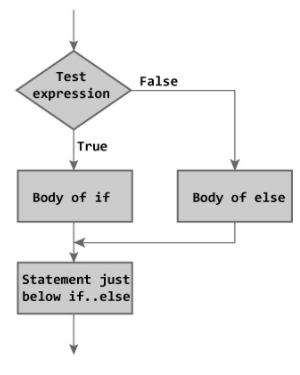 Test
expression
False
True
Body of if
Body of else
Statement just
below if..else